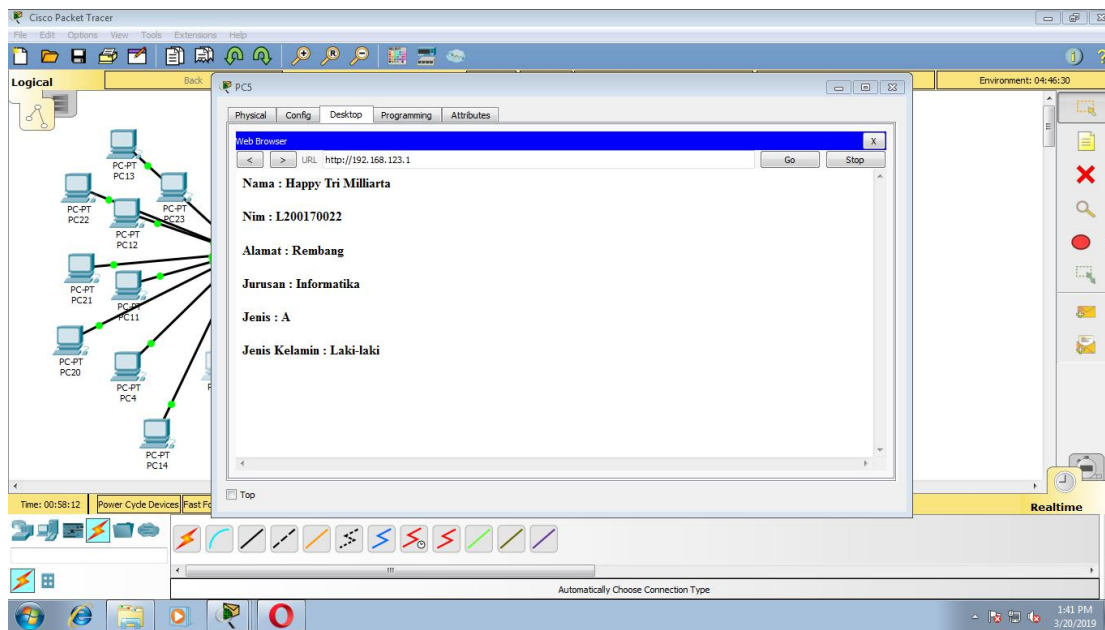 Cisco Packet Tracer
File Edit Options View Tools Extensions Help
Logical
Back
Environment: 04:46:30
PC5
Physical Config Desktop Programming Attributes
Web Browser
X
< > URL http://192.168.123.1 Go Stop
Nama : Happy Tri Milliarta
Nim : L200170022
Alamat : Rembang
Jurusan : Informatika
Jenis : A
Jenis Kelamin : Laki-laki
PC-PT
PC13
PC-PT
PC22
PC-PT
PC23
PC-PT
PC12
PC-PT
PC21
PC-PT
PC11
PC-PT
PC20
PC-PT
PC4
PC-PT
PC14
Top
Time: 00:58:12 Power Cycle Devices Fast
Realtime
Automatically Choose Connection Type
1:41 PM
3/20/2019